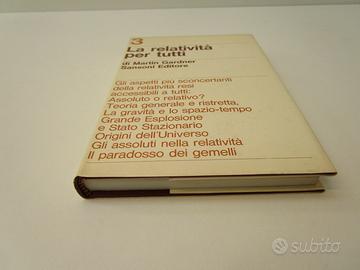 3
La relatività
per tutti
di Martin Gardner
Sansoni Editore
Gli aspetti più sconcertanti
della relatività resi
accessibili a tutti:
Assoluto o relativo?
Teoria generale e ristretta,
La gravità e lo spazio-tempo
Grande Esplosione
e Stato Stazionario
Origini dell'Universo
Gli assoluti nella relatività
Il paradosso dei gemelli
subito